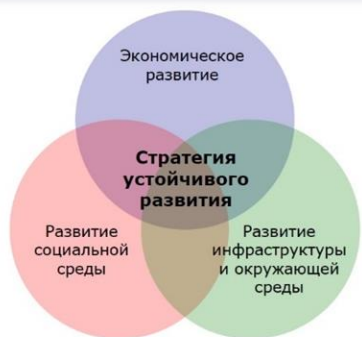 Экономическое
развитие
Стратегия
устойчивого
развития
Развитие
социальной
среды
Развитие
инфраструктуры
и окружающей
среды